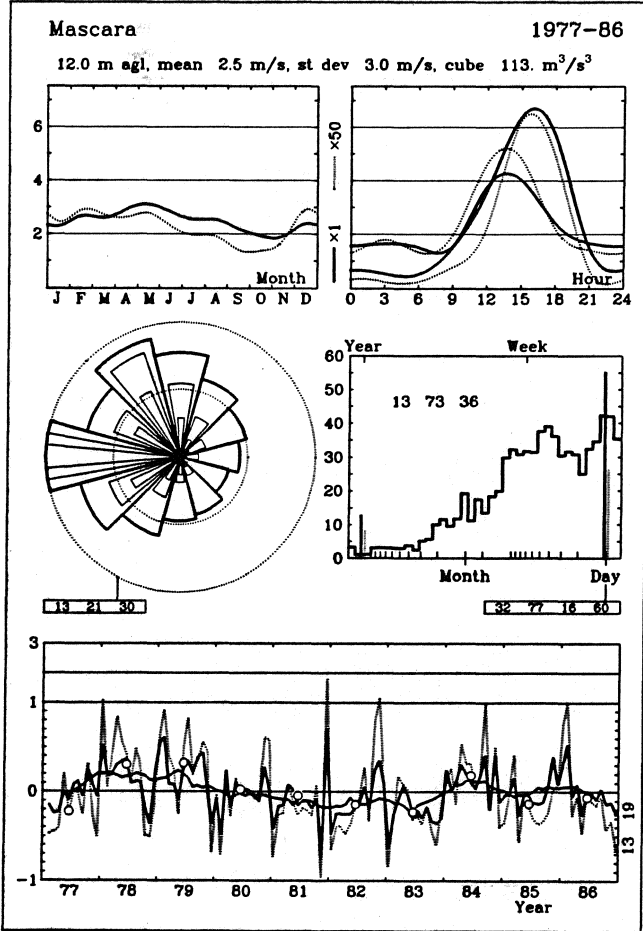 Mascara 1977-86
12.0 m agl, mean 2.5 m/s, st dev 3.0 m/s, cube 113. m³/s³
6
4
2
J F M A M J J A S O N D
Month
×1 ×50
0 3 6 9 12 15 18 21 24
Hour
13 21 30
Year Week
60
50
40
30
20
10
0
13 73 36
Month Day
32 77 16 60
3
1
0
-1
77 78 79 80 81 82 83 84 85 86
Year
13 19